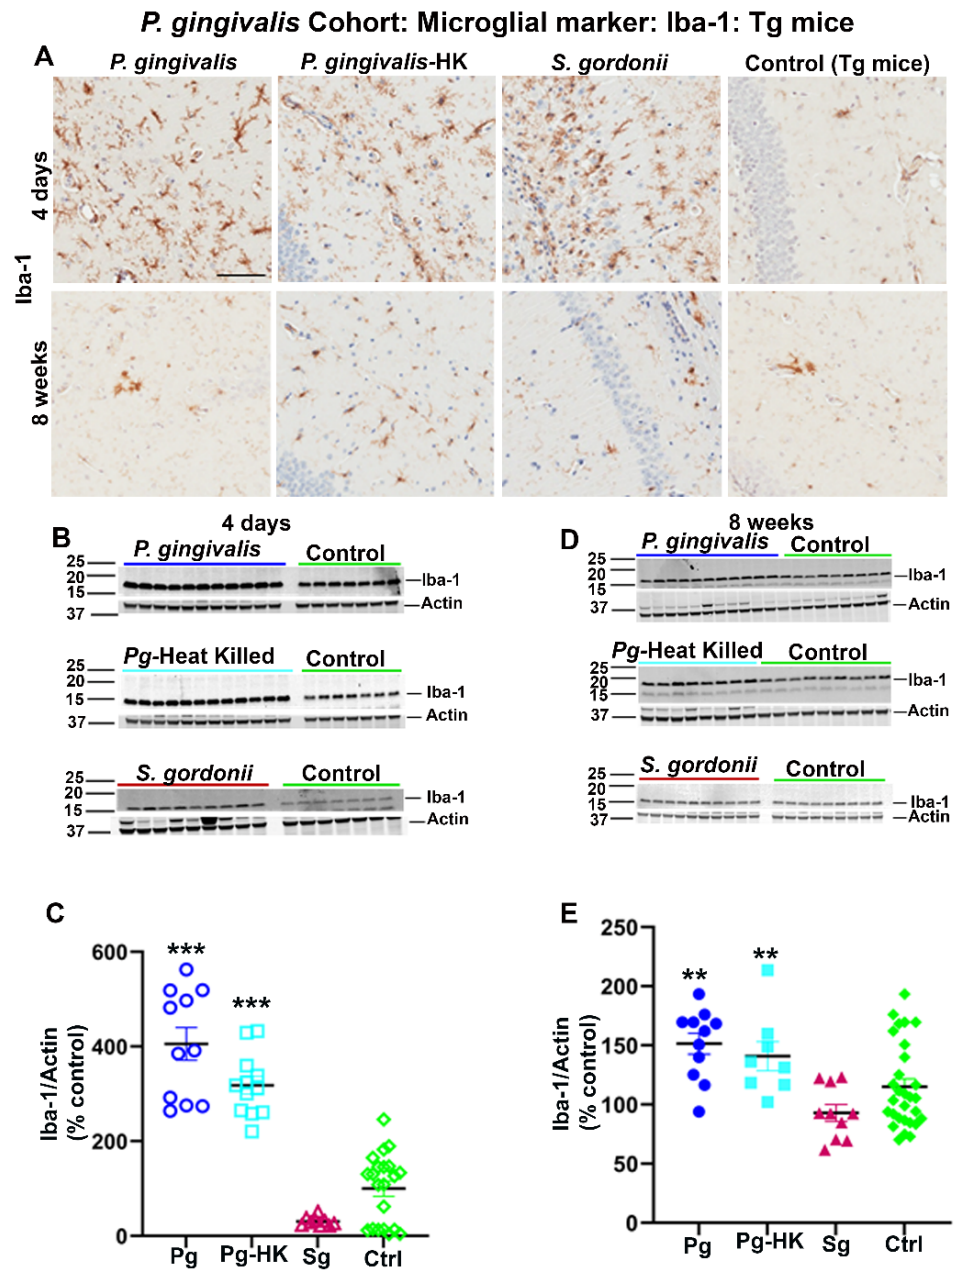 P. gingivalis Cohort: Microglial marker: Iba-1: Tg mice
A
P. gingivalis
P. gingivalis-HK
S. gordonii
Control (Tg mice)
Iba-1
4 days
8 weeks
B
4 days
P. gingivalis
Control
25
20
15
37
Iba-1
Actin
Pg-Heat Killed
Control
25
20
15
37
Iba-1
Actin
S. gordonii
Control
25
20
15
37
Iba-1
Actin
D
8 weeks
P. gingivalis
Control
25
20
15
37
Iba-1
Actin
Pg-Heat Killed
Control
25
20
15
37
Iba-1
Actin
S. gordonii
Control
25
20
15
37
Iba-1
Actin
C
Iba-1/Actin
(% control)
600
400
200
0
***
***
Pg
Pg-HK
Sg
Ctrl
E
Iba-1/Actin
(% control)
250
200
150
100
50
0
**
**
Pg
Pg-HK
Sg
Ctrl